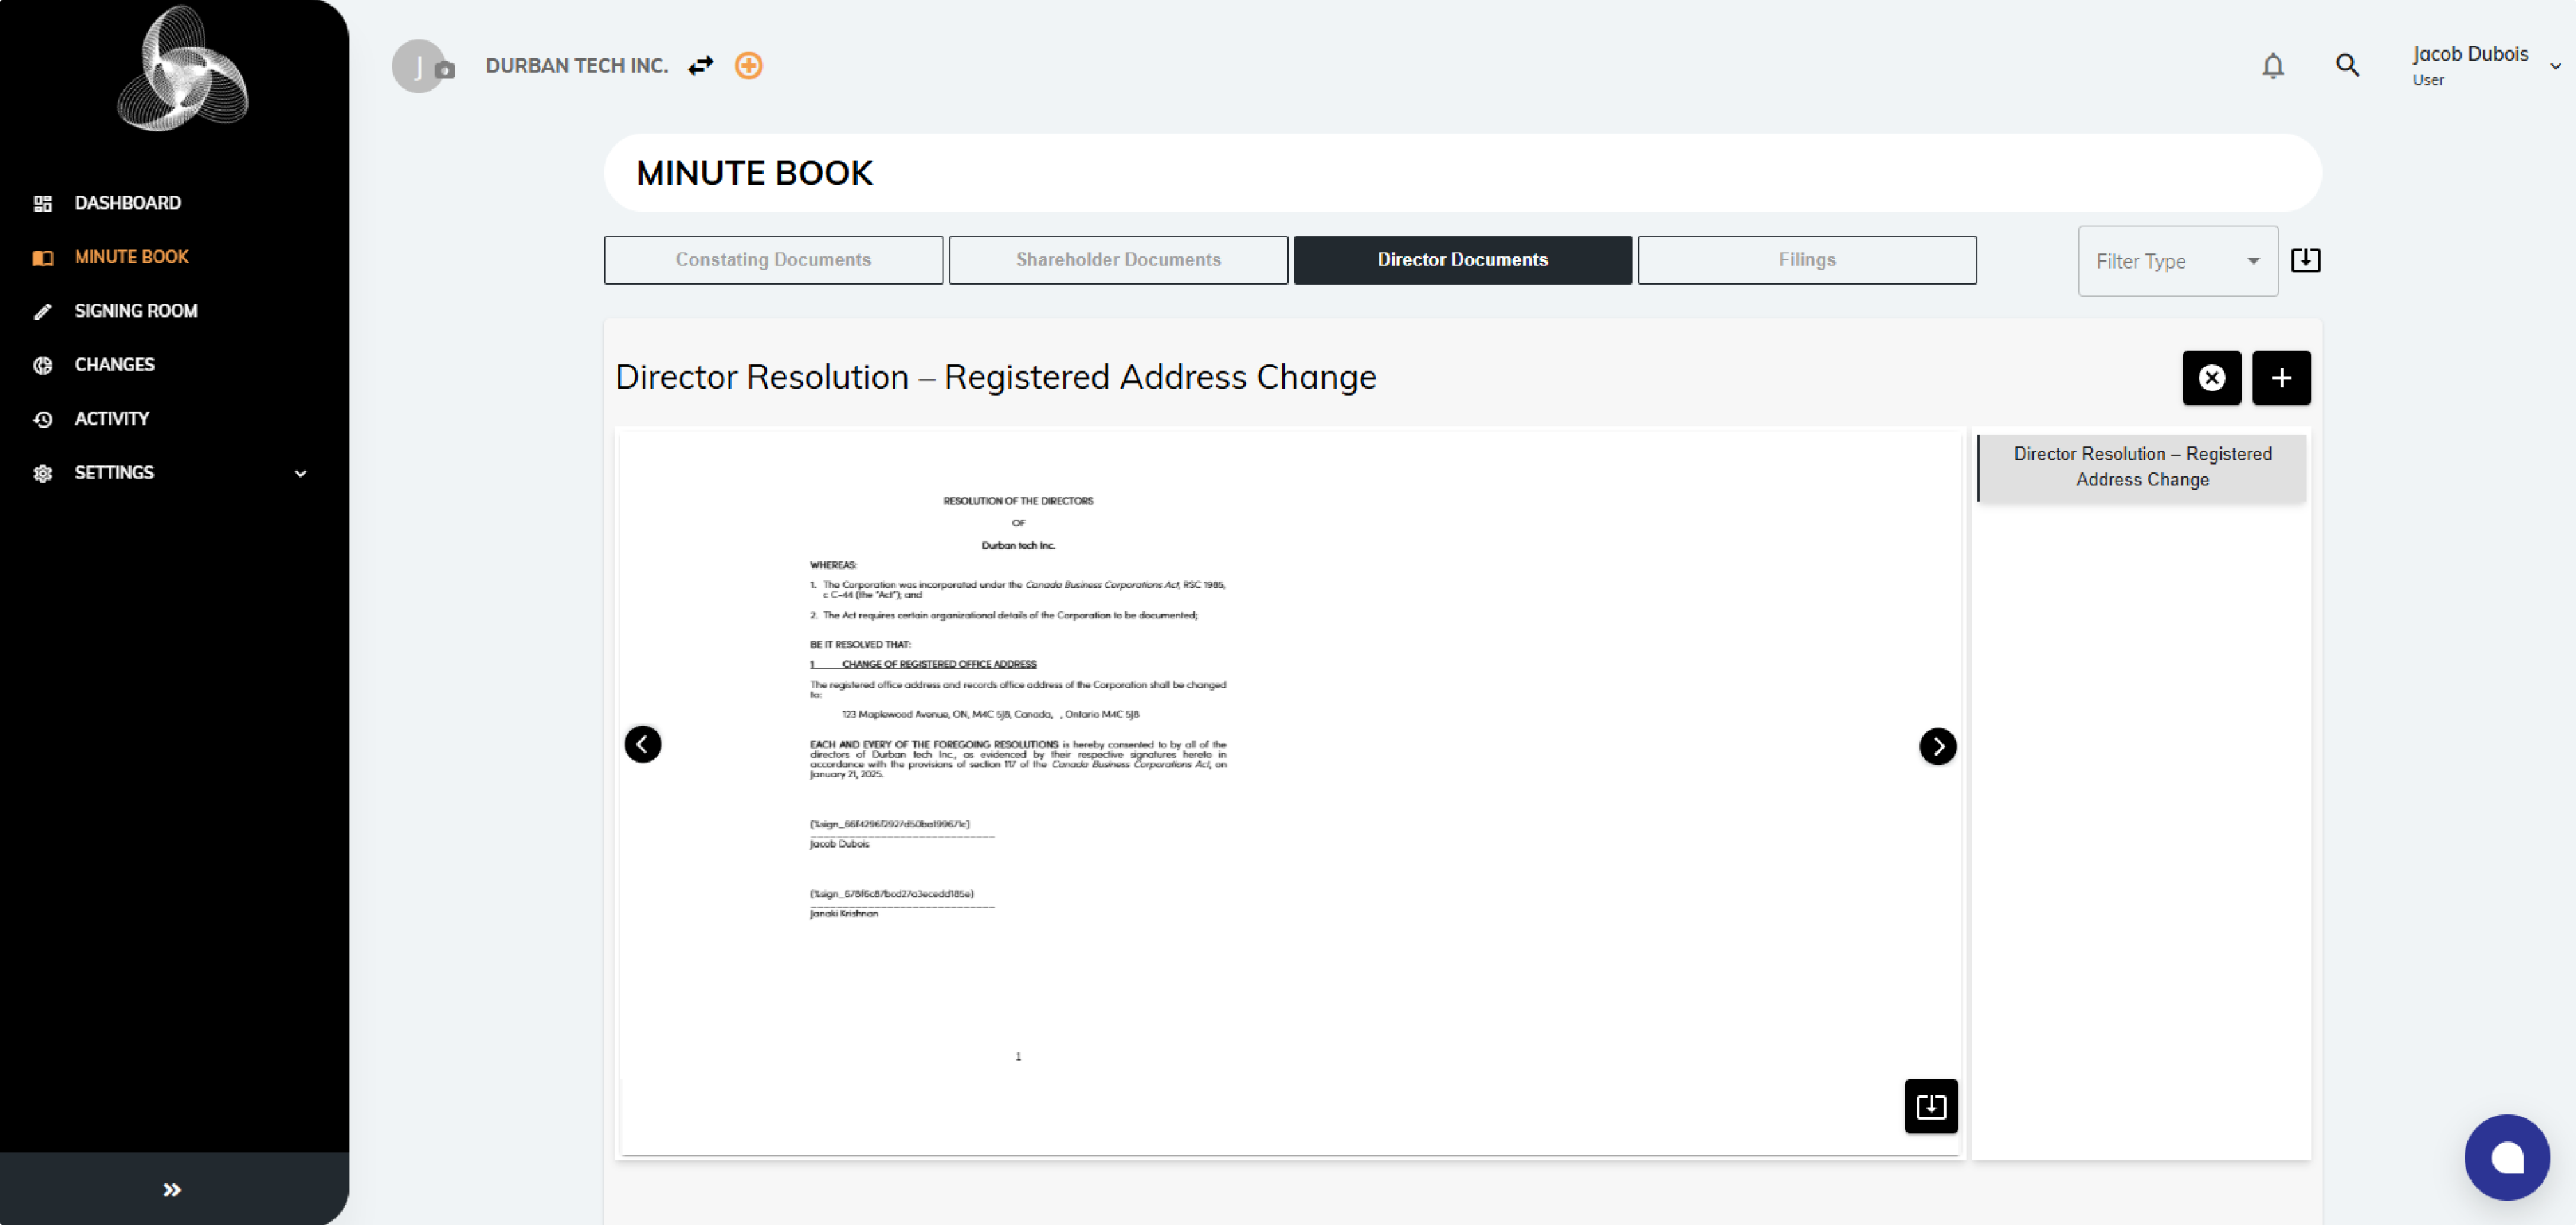 J
DURBAN TECH INC.
Jacob Dubois
User
DASHBOARD
MINUTE BOOK
SIGNING ROOM
CHANGES
ACTIVITY
SETTINGS
MINUTE BOOK
Constating Documents
Shareholder Documents
Director Documents
Filings
Filter Type
Director Resolution – Registered Address Change
RESOLUTION OF THE DIRECTORS
OF
Durban tech Inc.
WHEREAS:
1. The Corporation was incorporated under the Canada Business Corporations Act, RSC 1985,
c C-44 (the "Act"); and
2. The Act requires certain organizational details of the Corporation to be documented;
BE IT RESOLVED THAT:
1 CHANGE OF REGISTERED OFFICE ADDRESS
The registered office address and records office address of the Corporation shall be changed
to:
123 Maplewood Avenue, ON, M4C 5J8, Canada, , Ontario M4C 5J8
EACH AND EVERY OF THE FOREGOING RESOLUTIONS is hereby consented to by all of the
directors of Durban tech Inc., as evidenced by their respective signatures hereto in
accordance with the provisions of section 117 of the Canada Business Corporations Act, on
January 21, 2025.
Jacob Dubois
Janaki Krishnan
1
Director Resolution – Registered
Address Change